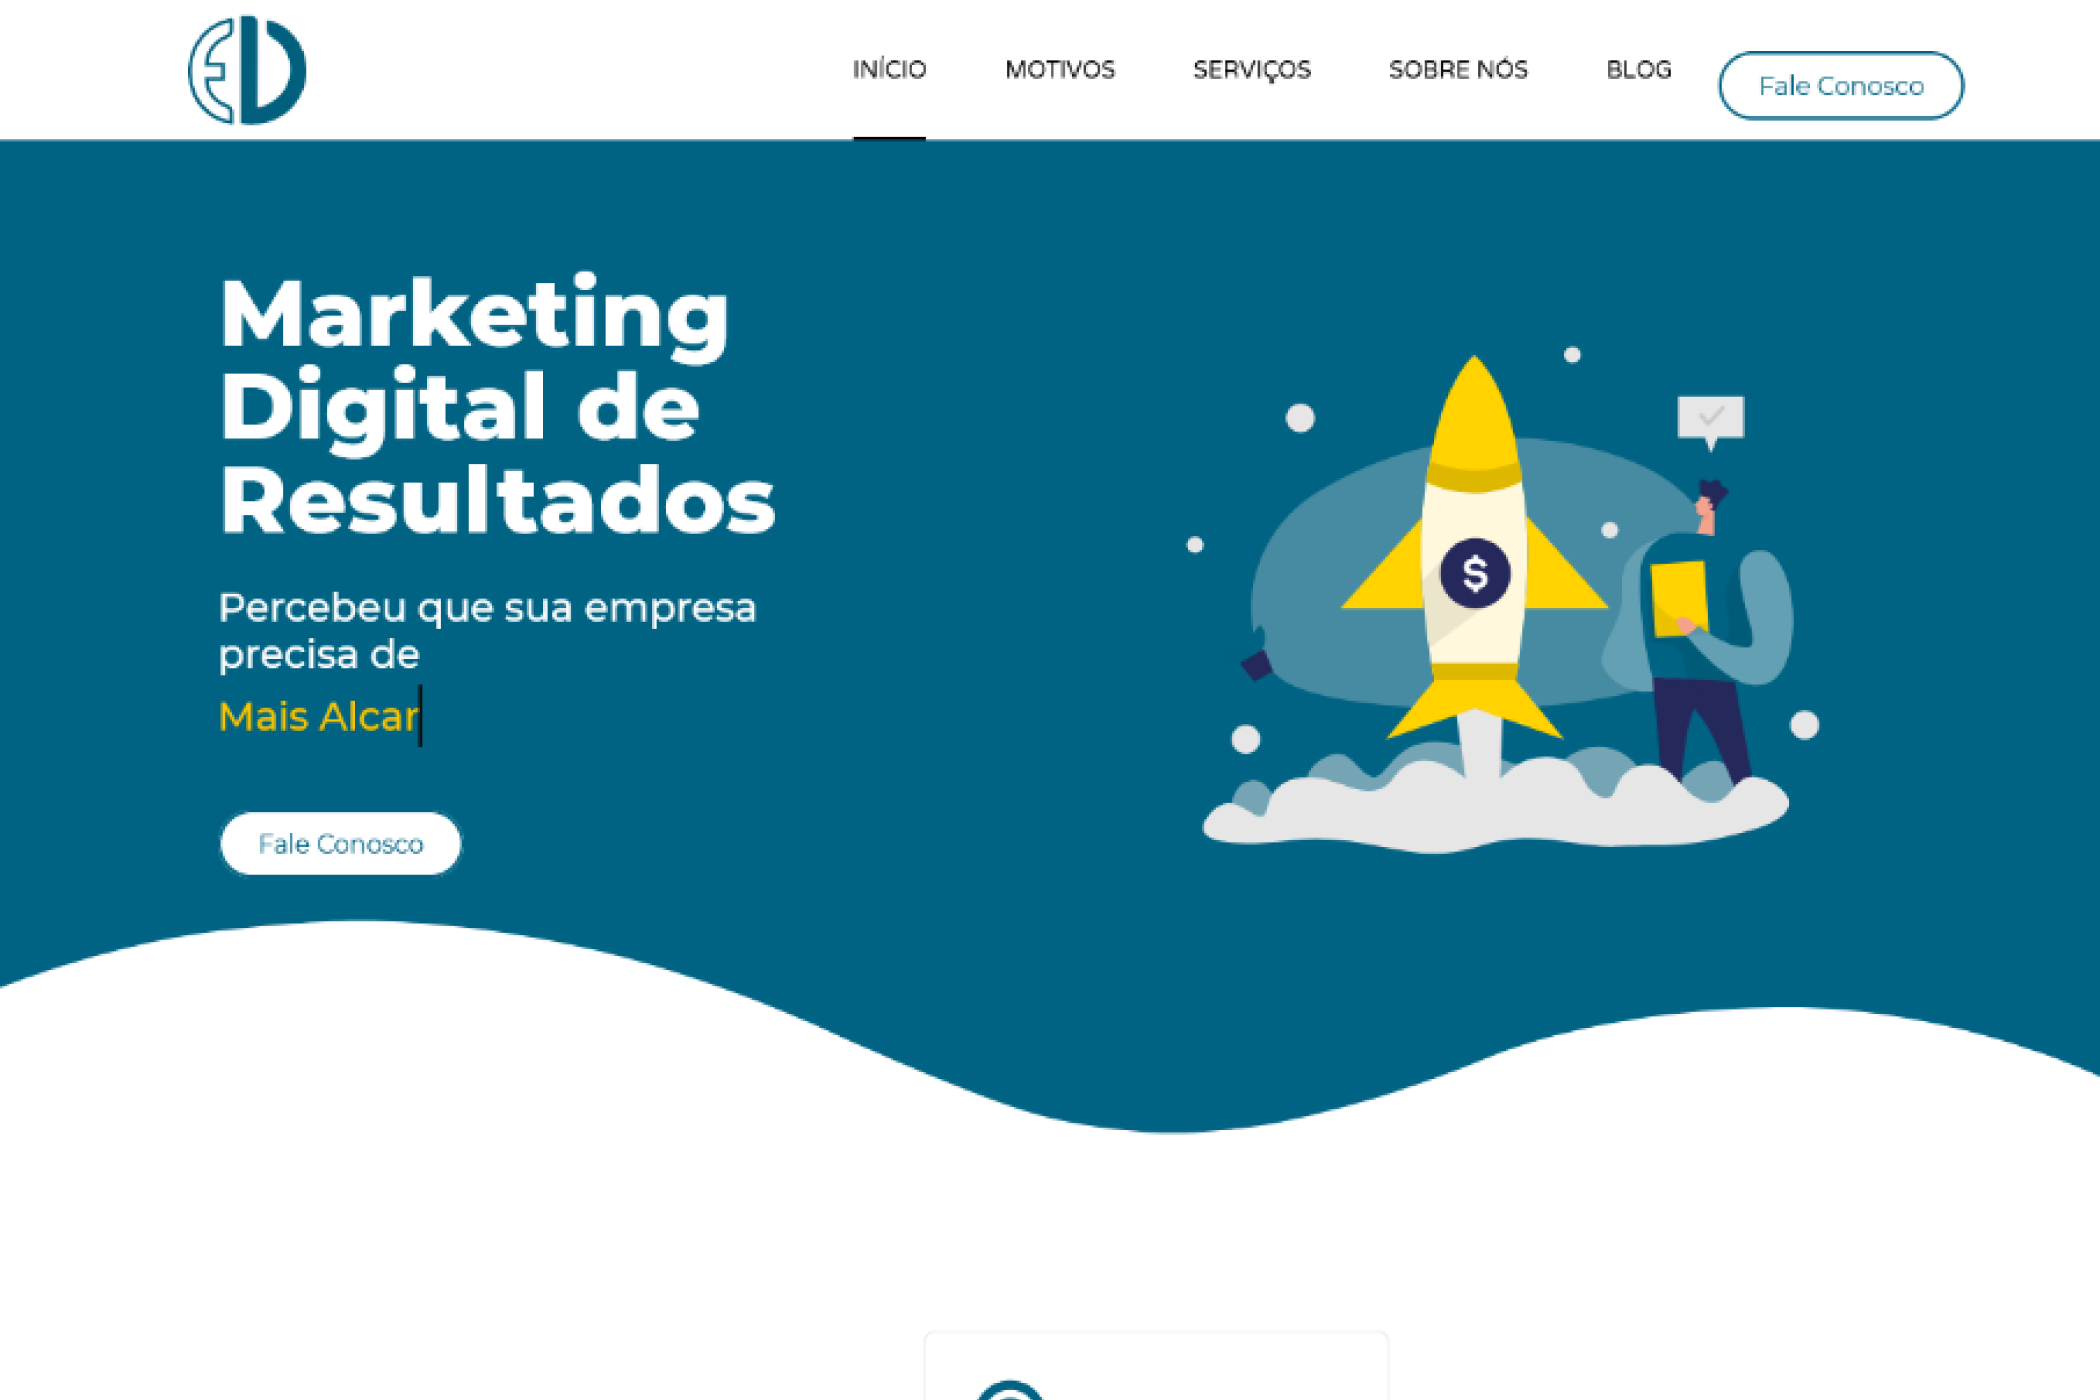 ED
INÍCIO MOTIVOS SERVIÇOS SOBRE NÓS BLOG Fale Conosco
Marketing
Digital de
Resultados
Percebeu que sua empresa
precisa de
Mais Alcar
Fale Conosco
$